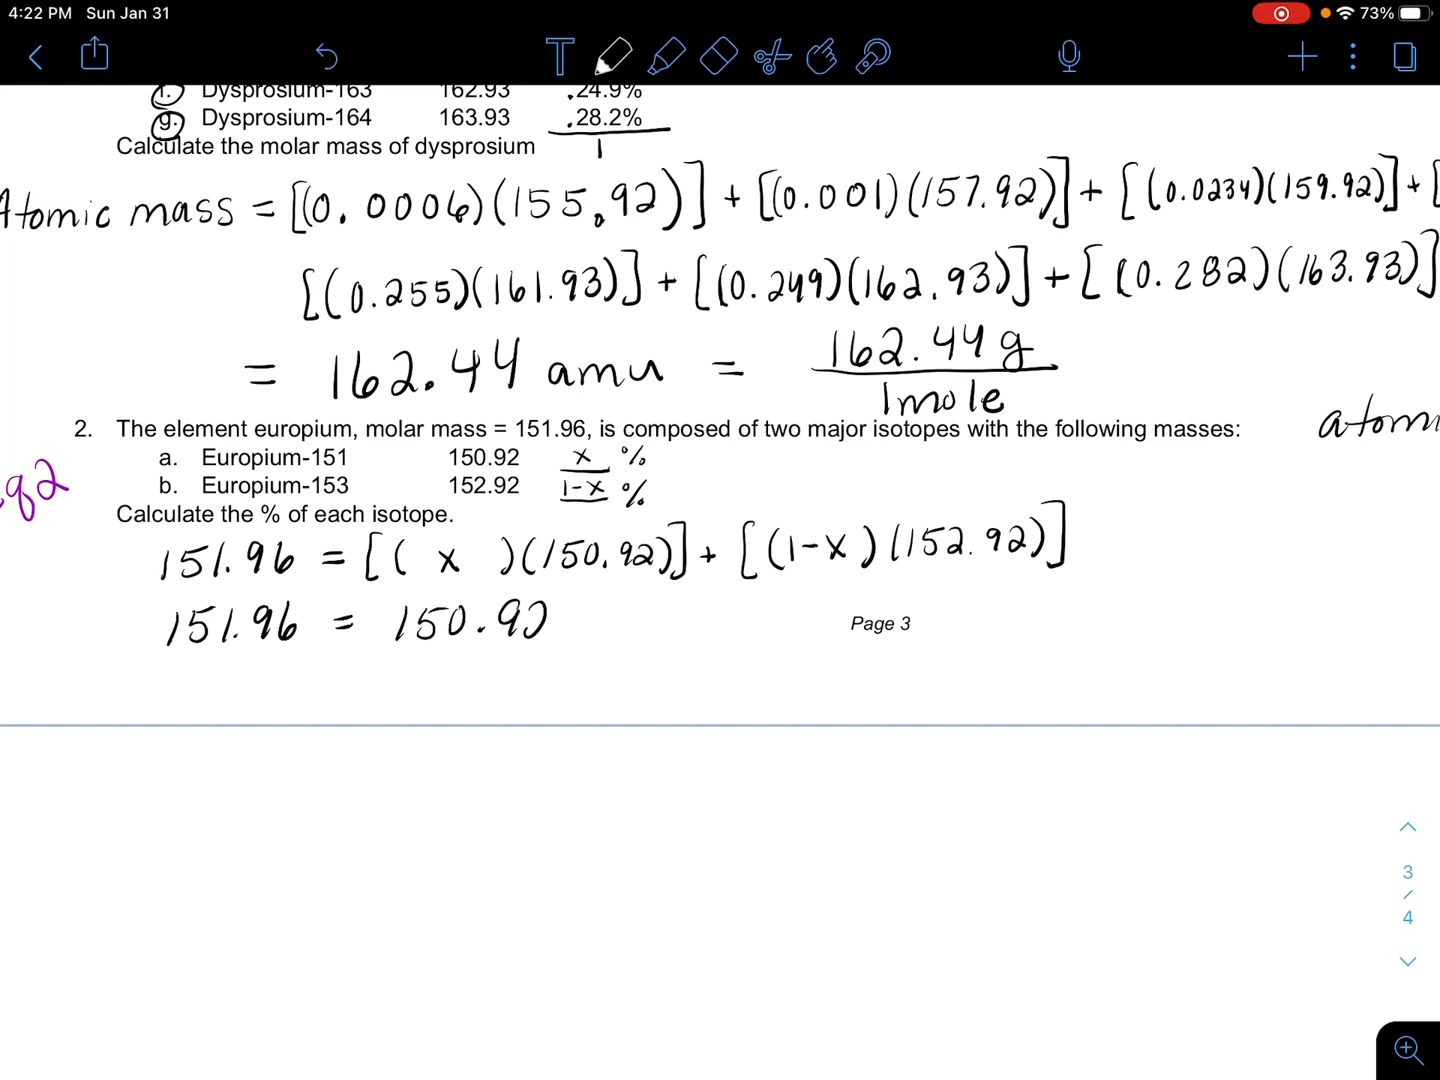 4:22 PM Sun Jan 31 73%
f. Dysprosium-163 162.93 .24.9%
g. Dysprosium-164 163.93 .28.2%
Calculate the molar mass of dysprosium 1
Atomic mass = [(0.0006)(155.92)] + [(0.001)(157.92)] + [(0.0234)(159.92)] + [
[(0.255)(161.93)] + [(0.249)(162.93)] + [(0.282)(163.93)]
= 162.44 amu = 162.44 g
1 mole
2. The element europium, molar mass = 151.96, is composed of two major isotopes with the following masses:
atom
a. Europium-151 150.92 x %
b. Europium-153 152.92 1-x %
Calculate the % of each isotope.
.92
151.96 = [( x )(150.92)] + [(1-x)(152.92)]
151.96 = 150.92
Page 3
3
/
4